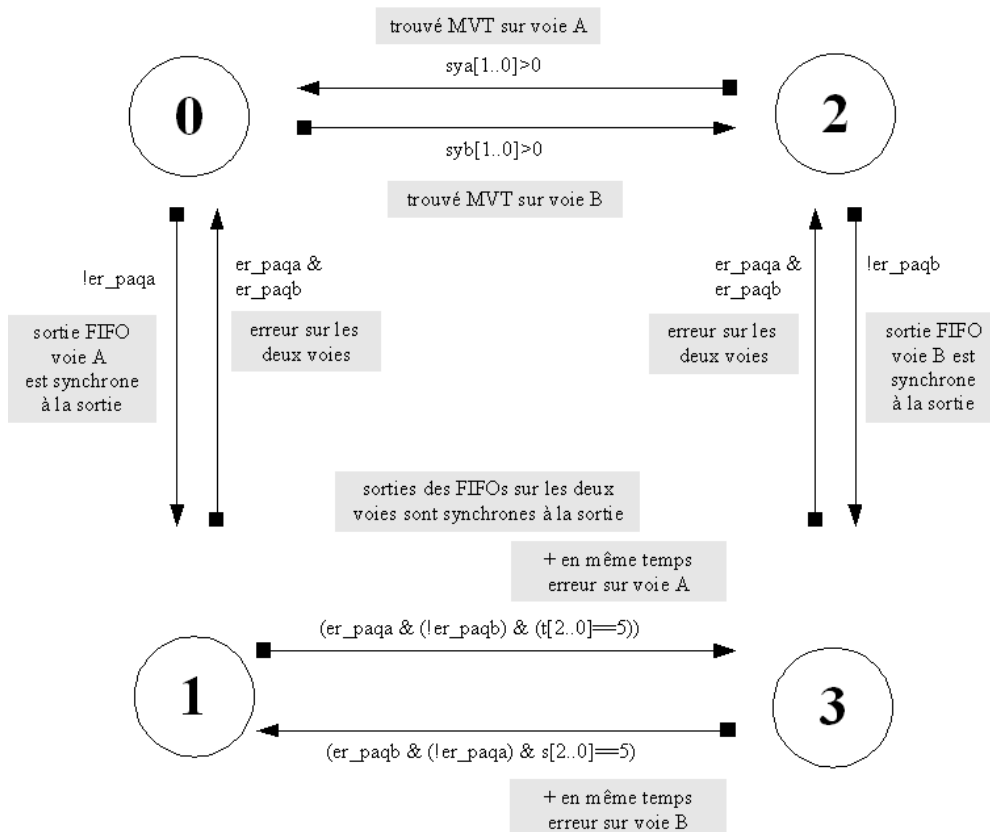 trouvé MVT sur voie A
sya[1..0]>0
0
2
syb[1..0]>0
trouvé MVT sur voie B
!er_paqa
er_paqa &
er_paqb
sortie FIFO
voie A
est synchrone
à la sortie
erreur sur les
deux voies
er_paqa &
er_paqb
!er_paqb
erreur sur les
deux voies
sortie FIFO
voie B est
synchrone
à la sortie
sorties des FIFOs sur les deux
voies sont synchrones à la sortie
+ en même temps
erreur sur voie A
(er_paqa & (!er_paqb) & (t[2..0]==5))
1
3
(er_paqb & (!er_paqa) & s[2..0]==5)
+ en même temps
erreur sur voie B